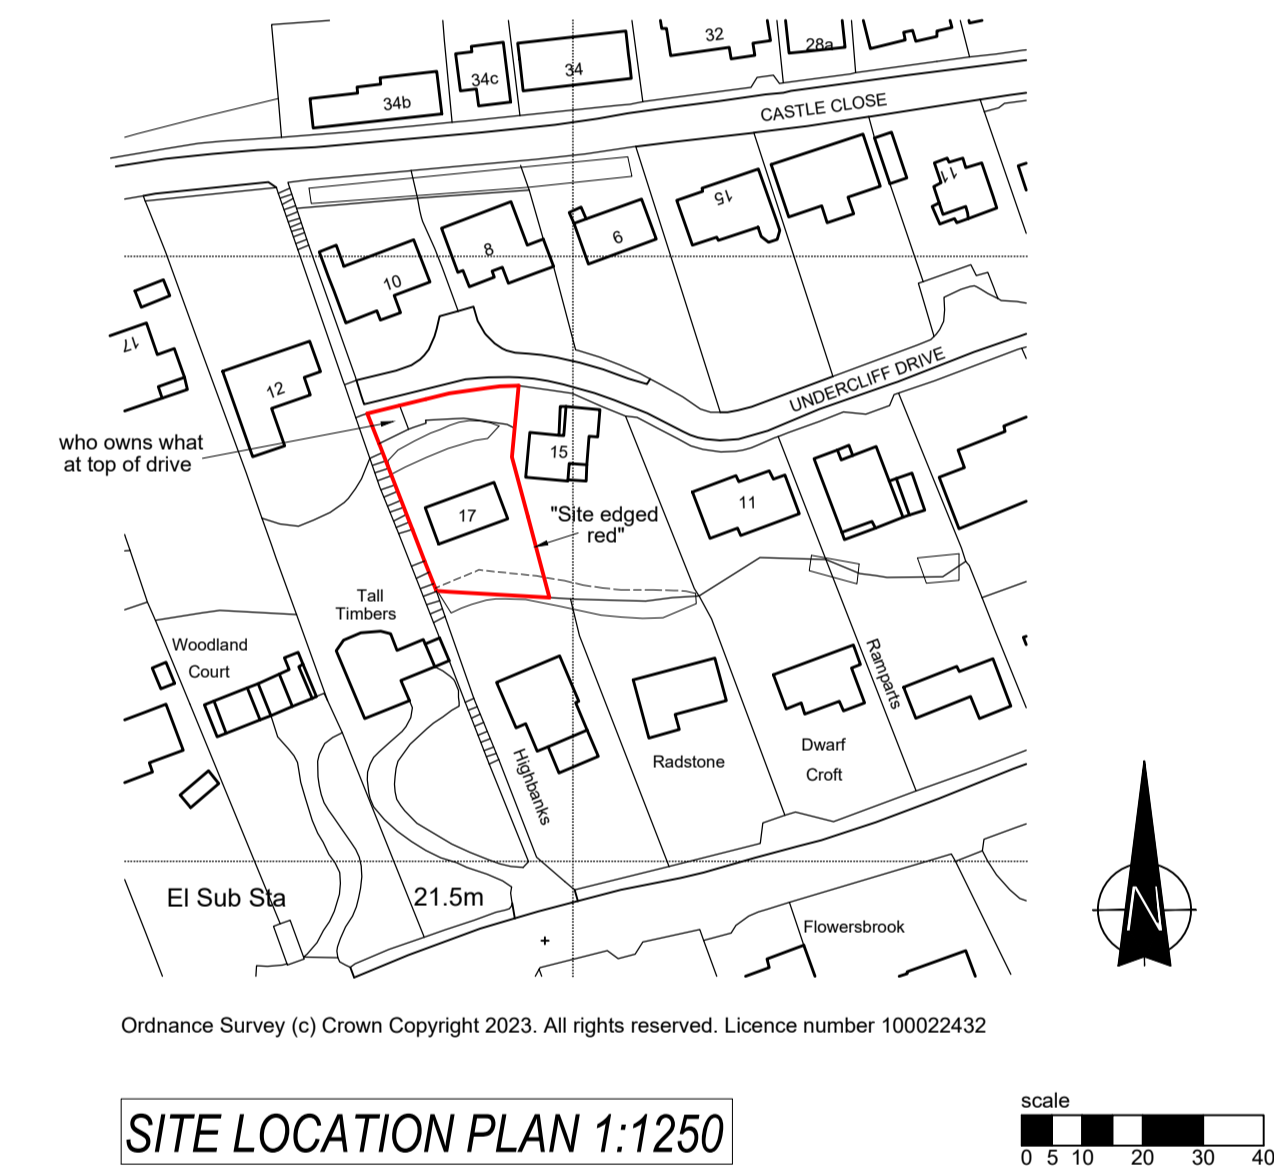 32
28a
34c
34
34b
CASTLE CLOSE
11
15
6
8
10
17
12
UNDERCLIFF DRIVE
who owns what
at top of drive
15
11
17
"Site edged
red"
Tall
Timbers
Woodland
Court
Ramparts
Dwarf
Croft
Radstone
Highbanks
El Sub Sta
21.5m
Flowersbrook
N
Ordnance Survey (c) Crown Copyright 2023. All rights reserved. Licence number 100022432
SITE LOCATION PLAN 1:1250
scale
0 5 10 20 30 40